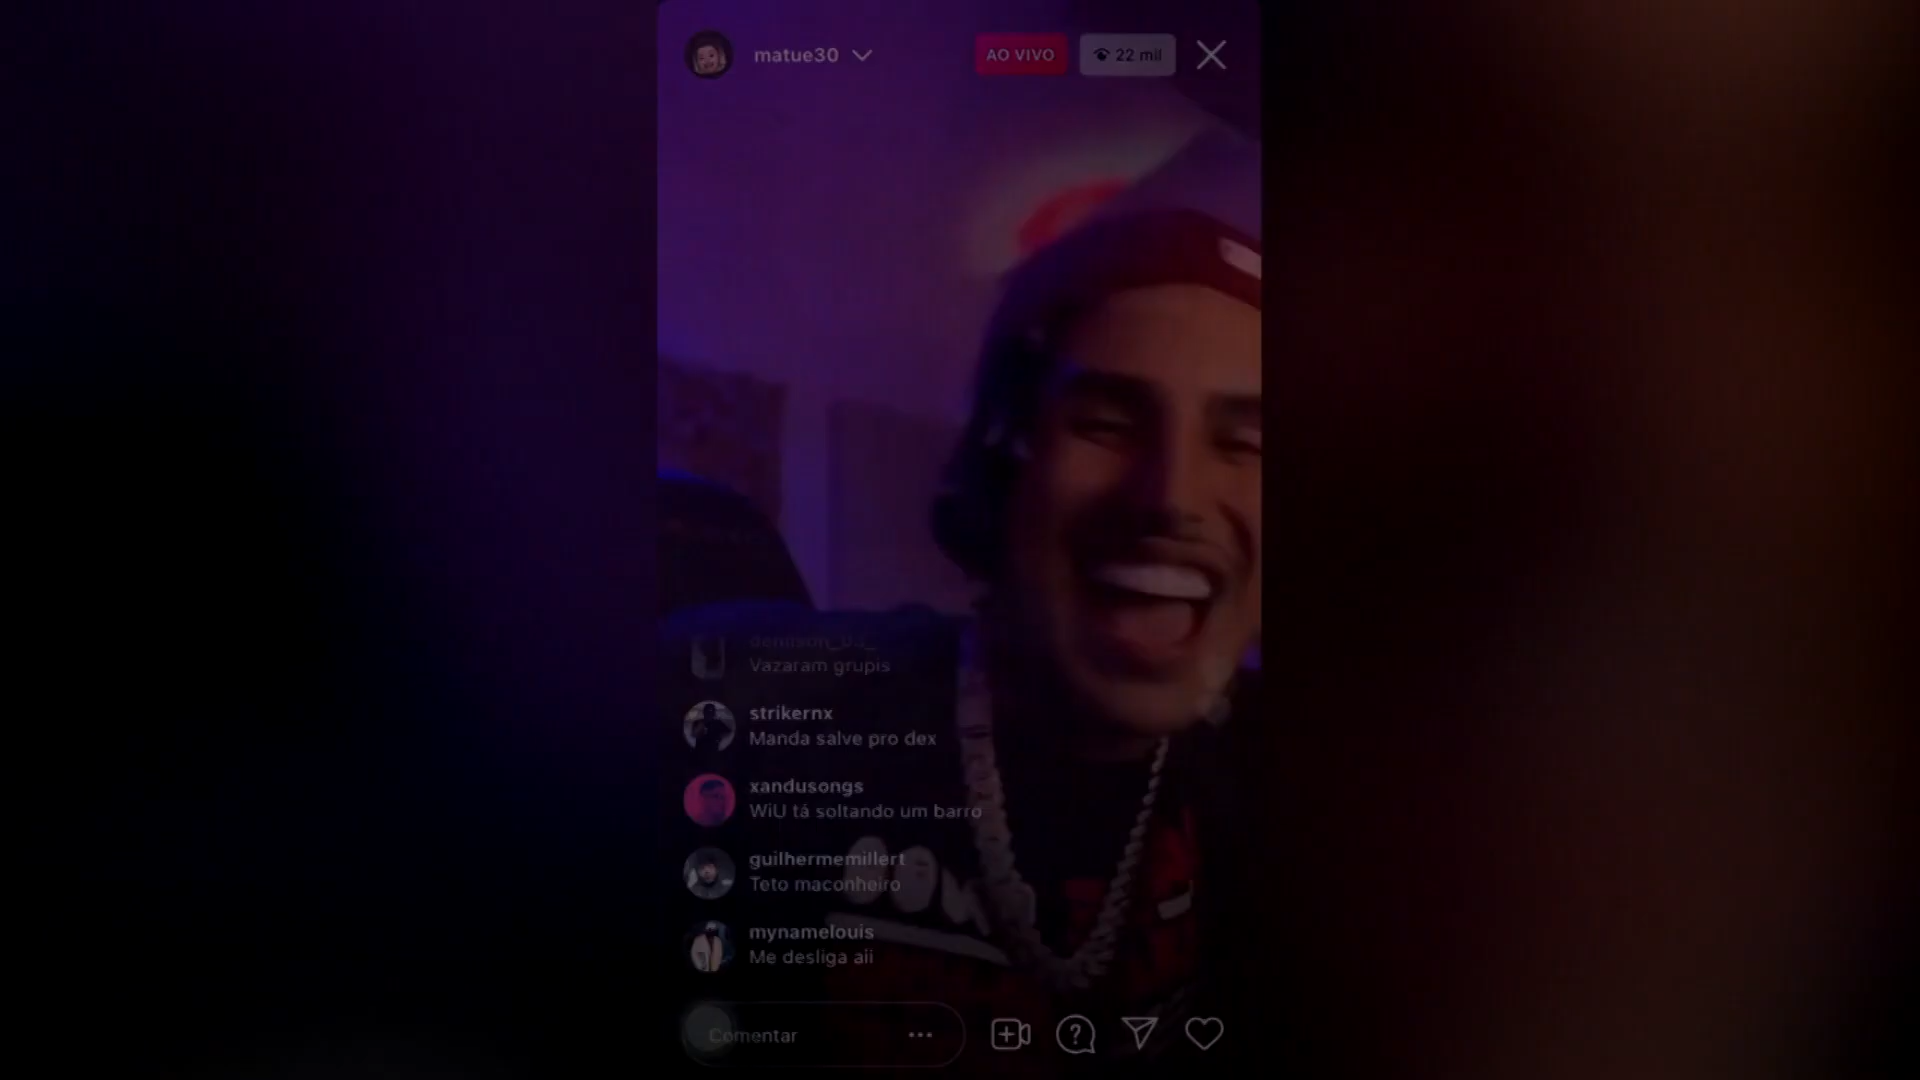 matue30
AO VIVO
22 mil
Vazaram grupis
strikernx
Manda salve pro dex
xandusongs
WiU tá soltando um barro
guilhermemillert
Teto maconheiro
mynamelouis
Me desliga aii
Comentar